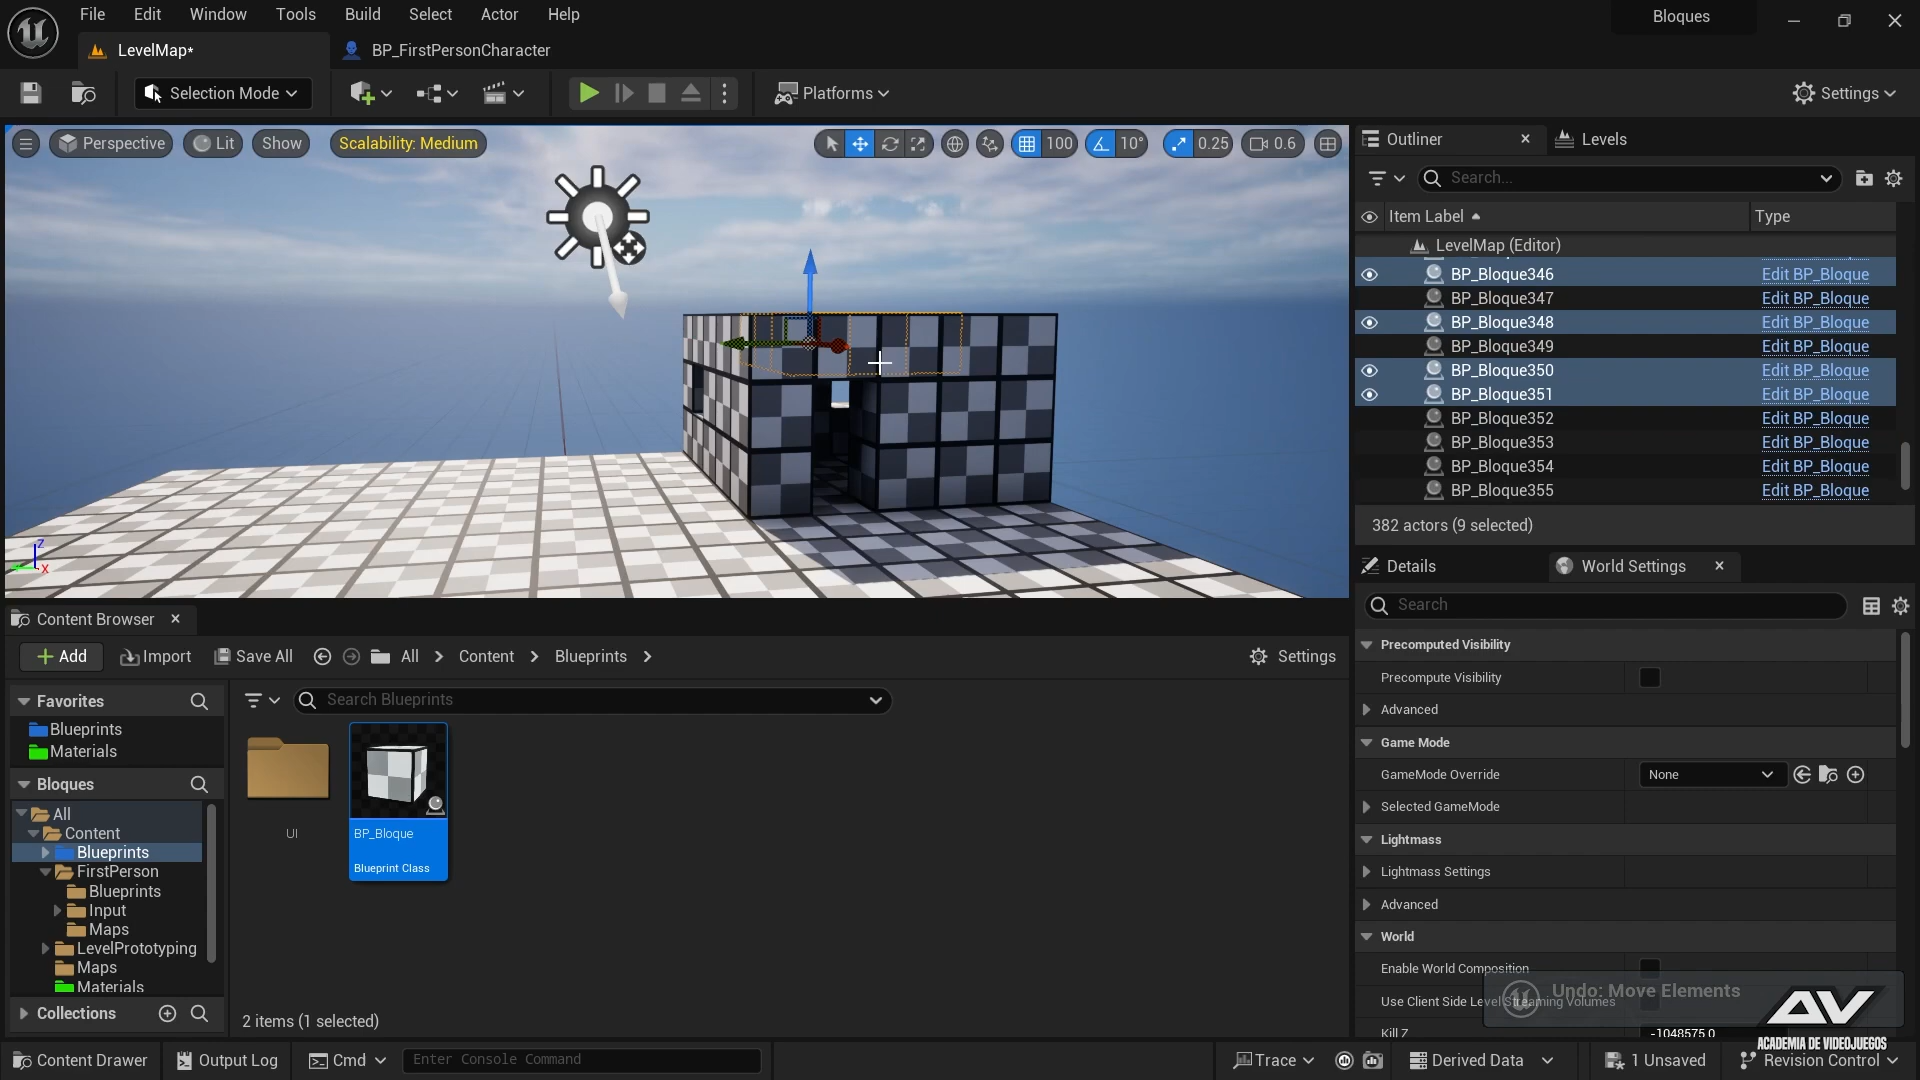 File Edit Window Tools Build Select Actor Help
Bloques
LevelMap*
BP_FirstPersonCharacter
Selection Mode
Platforms
Settings
Perspective
Lit
Show
Scalability: Medium
100
10°
0.25
0.6
Outliner
Levels
Search...
Item Label
Type
LevelMap (Editor)
BP_Bloque346 Edit BP_Bloque
BP_Bloque347 Edit BP_Bloque
BP_Bloque348 Edit BP_Bloque
BP_Bloque349 Edit BP_Bloque
BP_Bloque350 Edit BP_Bloque
BP_Bloque351 Edit BP_Bloque
BP_Bloque352 Edit BP_Bloque
BP_Bloque353 Edit BP_Bloque
BP_Bloque354 Edit BP_Bloque
BP_Bloque355 Edit BP_Bloque
382 actors (9 selected)
Z
X
Details
World Settings
Search
Precomputed Visibility
Precompute Visibility
Advanced
Game Mode
GameMode Override
None
Selected GameMode
Lightmass
Lightmass Settings
Advanced
World
Enable World Composition
Use Client Side Level Streaming Volumes
Kill Z
-1048575.0
Undo: Move Elements
AV
ACADEMIA DE VIDEOJUEGOS
Content Browser
Add
Import
Save All
All
Content
Blueprints
Settings
Favorites
Blueprints
Materials
Search Blueprints
Bloques
All
Content
Blueprints
FirstPerson
Blueprints
Input
Maps
LevelPrototyping
Maps
Materials
Collections
UI
BP_Bloque
Blueprint Class
2 items (1 selected)
Content Drawer
Output Log
Cmd
Enter Console Command
Trace
Derived Data
1 Unsaved
Revision Control